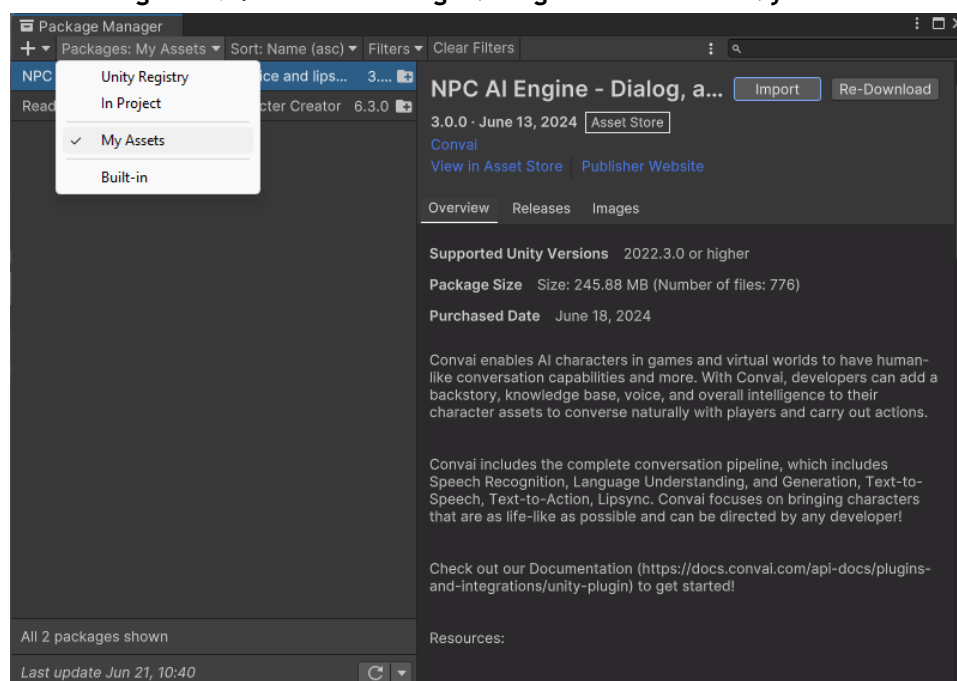 Package Manager
Packages: My Assets Sort: Name (asc) Filters Clear Filters
NPC ice and lips... 3....
Read cter Creator 6.3.0
Unity Registry
In Project
My Assets
Built-in
NPC AI Engine - Dialog, a... Import Re-Download
3.0.0 · June 13, 2024 Asset Store
Convai
View in Asset Store Publisher Website
Overview Releases Images
Supported Unity Versions 2022.3.0 or higher
Package Size Size: 245.88 MB (Number of files: 776)
Purchased Date June 18, 2024
Convai enables AI characters in games and virtual worlds to have human-
like conversation capabilities and more. With Convai, developers can add a
backstory, knowledge base, voice, and overall intelligence to their
character assets to converse naturally with players and carry out actions.
Convai includes the complete conversation pipeline, which includes
Speech Recognition, Language Understanding, and Generation, Text-to-
Speech, Text-to-Action, Lipsync. Convai focuses on bringing characters
that are as life-like as possible and can be directed by any developer!
Check out our Documentation (https://docs.convai.com/api-docs/plugins-
and-integrations/unity-plugin) to get started!
Resources:
All 2 packages shown
Last update Jun 21, 10:40